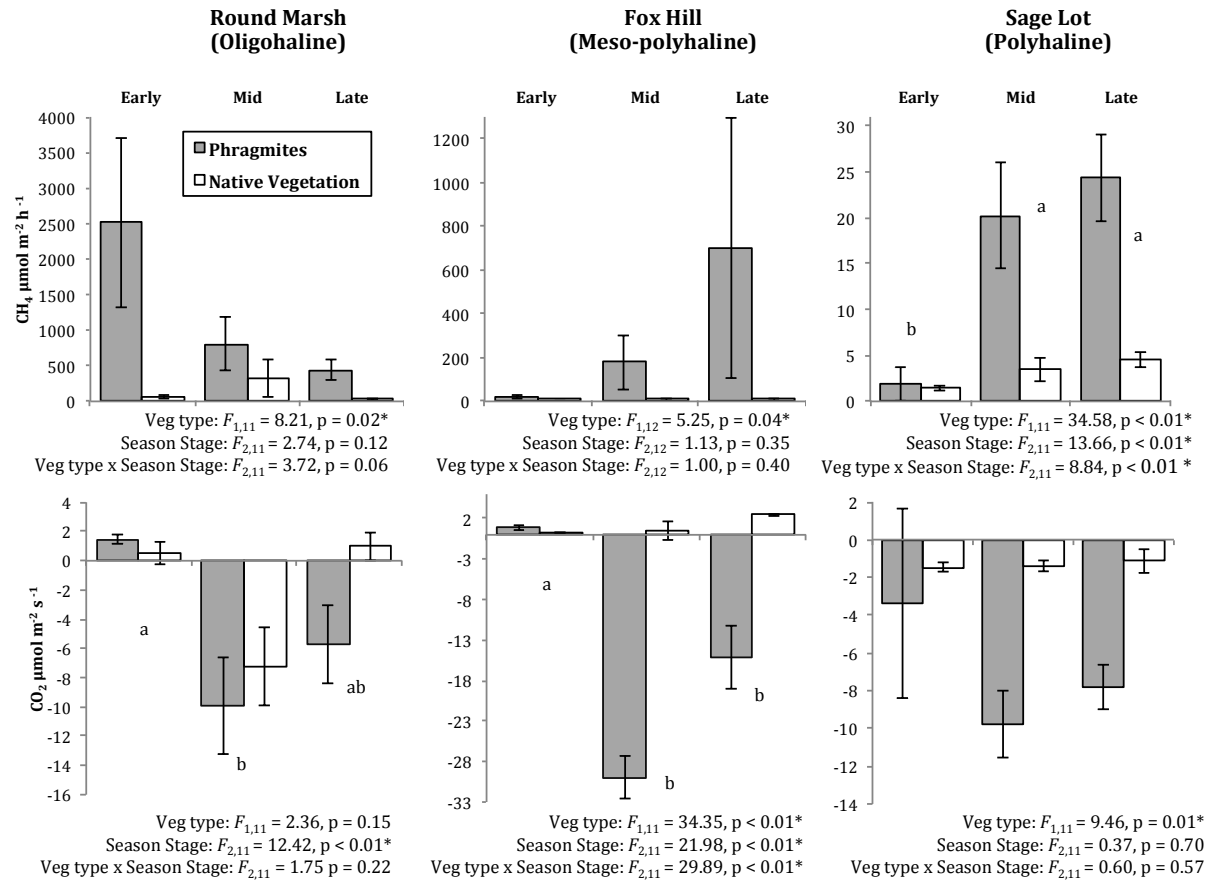 Round Marsh
(Oligohaline)
Fox Hill
(Meso-polyhaline)
Sage Lot
(Polyhaline)
Early Mid Late
Early Mid Late
Early Mid Late
CH₄ µmol m⁻² h⁻¹
4000
3500
3000
2500
2000
1500
1000
500
0
Phragmites
Native Vegetation
1200
1000
800
600
400
200
0
30
25
20
15
10
5
0
b
a
a
Veg type: F1,11 = 8.21, p = 0.02*
Season Stage: F2,11 = 2.74, p = 0.12
Veg type x Season Stage: F2,11 = 3.72, p = 0.06
Veg type: F1,12 = 5.25, p = 0.04*
Season Stage: F2,12 = 1.13, p = 0.35
Veg type x Season Stage: F2,12 = 1.00, p = 0.40
Veg type: F1,11 = 34.58, p < 0.01*
Season Stage: F2,11 = 13.66, p < 0.01*
Veg type x Season Stage: F2,11 = 8.84, p < 0.01 *
CO₂ µmol m⁻² s⁻¹
4
2
0
-2
-4
-6
-8
-10
-12
-14
-16
a
b
ab
2
-3
-8
-13
-18
-23
-28
-33
a
b
b
2
0
-2
-4
-6
-8
-10
-12
-14
Veg type: F1,11 = 2.36, p = 0.15
Season Stage: F2,11 = 12.42, p < 0.01*
Veg type x Season Stage: F2,11 = 1.75 p = 0.22
Veg type: F1,11 = 34.35, p < 0.01*
Season Stage: F2,11 = 21.98, p < 0.01*
Veg type x Season Stage: F2,11 = 29.89, p < 0.01*
Veg type: F1,11 = 9.46, p = 0.01*
Season Stage: F2,11 = 0.37, p = 0.70
Veg type x Season Stage: F2,11 = 0.60, p = 0.57